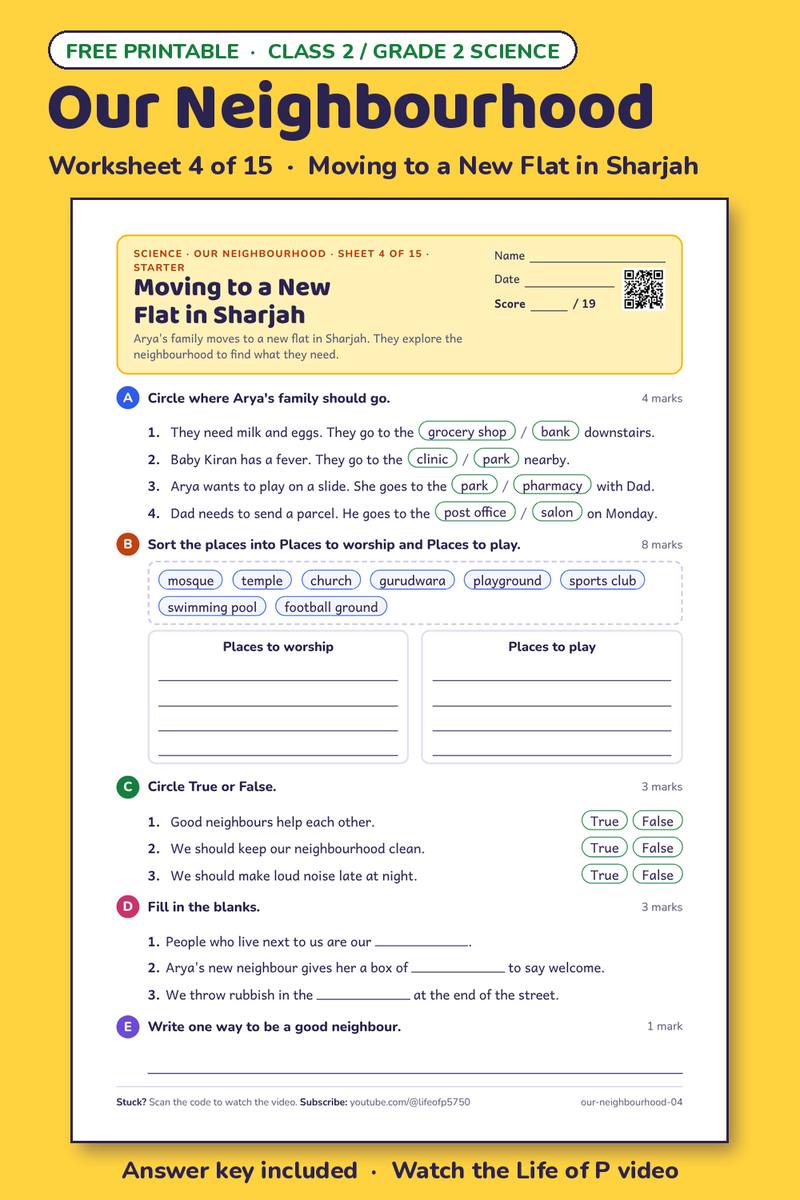 FREE PRINTABLE · CLASS 2 / GRADE 2 SCIENCE
Our Neighbourhood
Worksheet 4 of 15 · Moving to a New Flat in Sharjah
SCIENCE · OUR NEIGHBOURHOOD · SHEET 4 OF 15 ·
STARTER
Moving to a New
Flat in Sharjah
Arya's family moves to a new flat in Sharjah. They explore the
neighbourhood to find what they need.
Name
Date
Score / 19
A Circle where Arya's family should go. 4 marks
1. They need milk and eggs. They go to the grocery shop / bank downstairs.
2. Baby Kiran has a fever. They go to the clinic / park nearby.
3. Arya wants to play on a slide. She goes to the park / pharmacy with Dad.
4. Dad needs to send a parcel. He goes to the post office / salon on Monday.
B Sort the places into Places to worship and Places to play. 8 marks
mosque temple church gurudwara playground sports club
swimming pool football ground
Places to worship Places to play
C Circle True or False. 3 marks
1. Good neighbours help each other. True False
2. We should keep our neighbourhood clean. True False
3. We should make loud noise late at night. True False
D Fill in the blanks. 3 marks
1. People who live next to us are our ____________.
2. Arya's new neighbour gives her a box of ____________ to say welcome.
3. We throw rubbish in the ____________ at the end of the street.
E Write one way to be a good neighbour. 1 mark
Stuck? Scan the code to watch the video. Subscribe: youtube.com/@lifeofp5750 our-neighbourhood-04
Answer key included · Watch the Life of P video